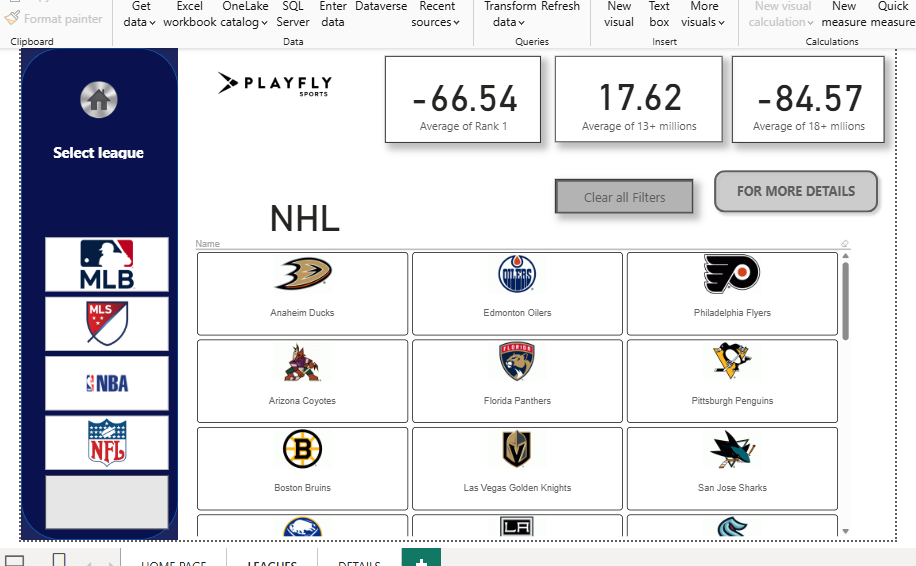 Get data
Excel workbook
OneLake catalog
SQL Server
Enter data
Dataverse
Recent sources
Transform data
Refresh
New visual
Text box
More visuals
New visual calculation
New measure
Quick measure
Format painter
Clipboard
Data
Queries
Insert
Calculations
PLAYFLY
SPORTS
-66.54
Average of Rank 1
17.62
Average of 13+ millions
-84.57
Average of 18+ mllions
Select league
Clear all Filters
FOR MORE DETAILS
NHL
Name
MLB
MLS
NBA
NFL
Anaheim Ducks
OILERS
Edmonton Oilers
Philadelphia Flyers
Arizona Coyotes
FLORIDA
Florida Panthers
Pittsburgh Penguins
B
Boston Bruins
Las Vegas Golden Knights
San Jose Sharks
LA
HOME PAGE
LEAGUES
DETAILS